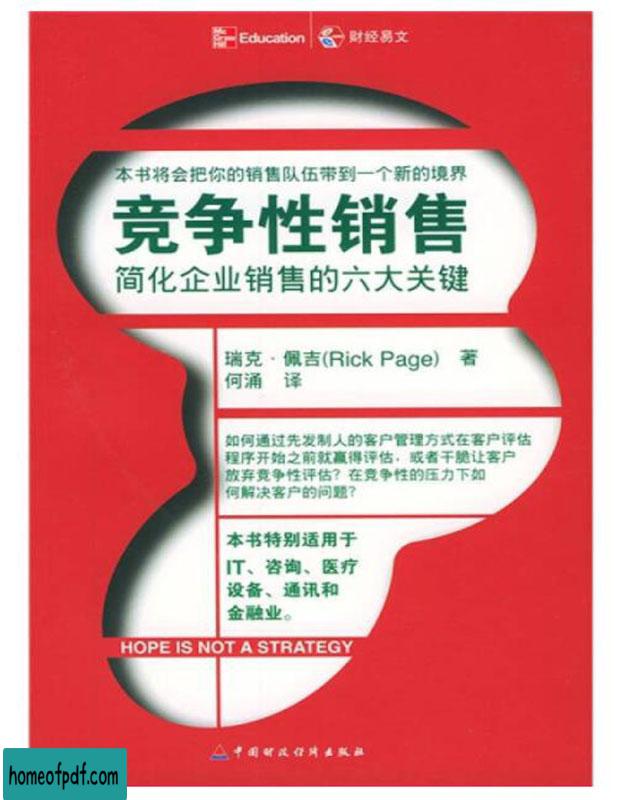 Mc
Graw
Hill
Education
财经易文
本书将会把你的销售队伍带到一个新的境界
竞争性销售
简化企业销售的六大关键
瑞克·佩吉(Rick Page) 著
何涌 译
如何通过先发制人的客户管理方式在客户评估
程序开始之前就赢得评估，或者干脆让客户
放弃竞争性评估？在竞争性的压力下如
何解决客户的问题？
本书特别适用于
IT、咨询、医疗
设备、通讯和
金融业。
HOPE IS NOT A STRATEGY
中国财政经济出版社
homeofpdf.com